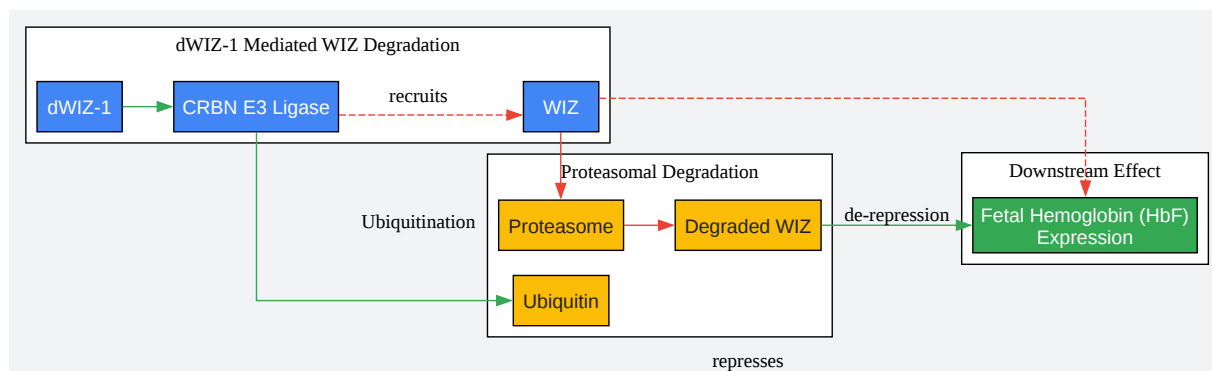 dWIZ-1 Mediated WIZ Degradation
dWIZ-1
CRBN E3 Ligase
recruits
WIZ
Proteasomal Degradation
Downstream Effect
Ubiquitination
Proteasome
Degraded WIZ
de-repression
Fetal Hemoglobin (HbF)
Expression
Ubiquitin
represses